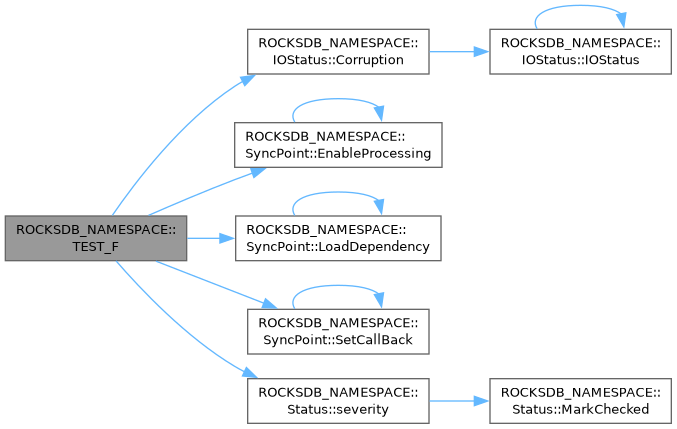 ROCKSDB_NAMESPACE::
TEST_F
ROCKSDB_NAMESPACE::
IOStatus::Corruption
ROCKSDB_NAMESPACE::
IOStatus::IOStatus
ROCKSDB_NAMESPACE::
SyncPoint::EnableProcessing
ROCKSDB_NAMESPACE::
SyncPoint::LoadDependency
ROCKSDB_NAMESPACE::
SyncPoint::SetCallBack
ROCKSDB_NAMESPACE::
Status::severity
ROCKSDB_NAMESPACE::
Status::MarkChecked